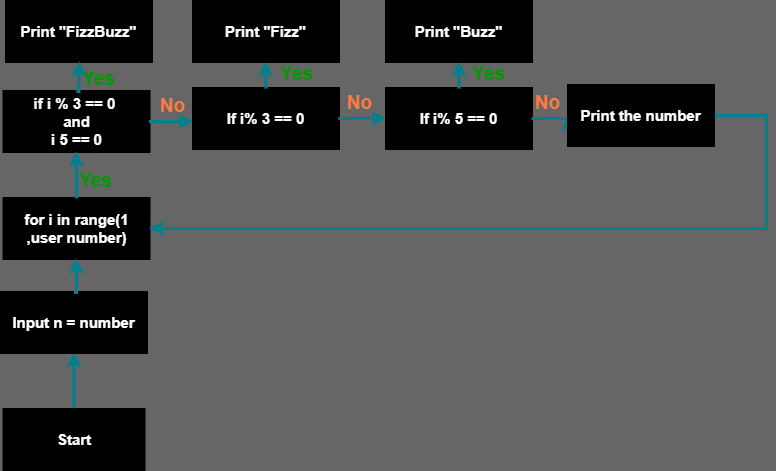 Print "FizzBuzz"
Print "Fizz"
Print "Buzz"
Yes
Yes
Yes
if i % 3 == 0
and
i 5 == 0
No
If i% 3 == 0
No
If i% 5 == 0
No
Print the number
Yes
for i in range(1
,user number)
Input n = number
Start